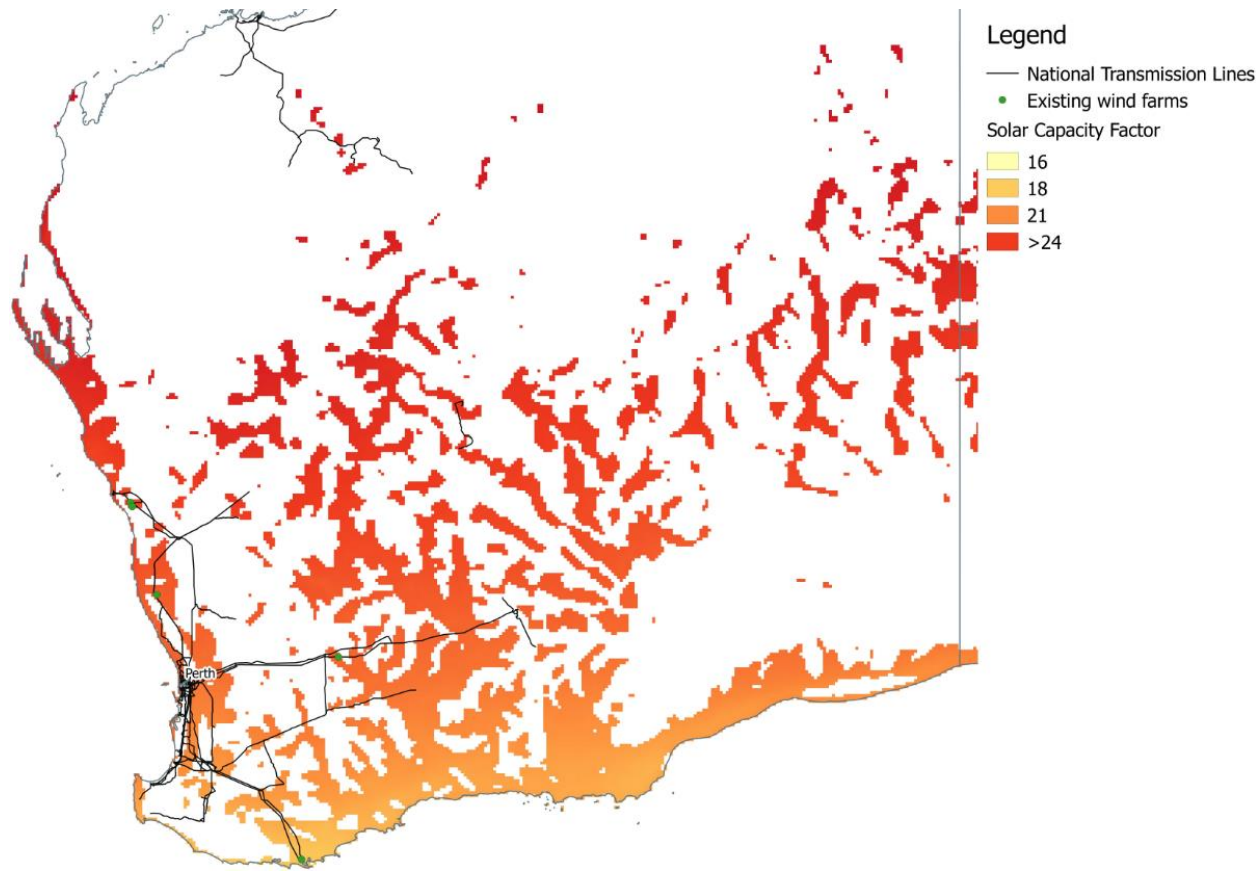 Legend
National Transmission Lines
Existing wind farms
Solar Capacity Factor
16
18
21
>24
Perth